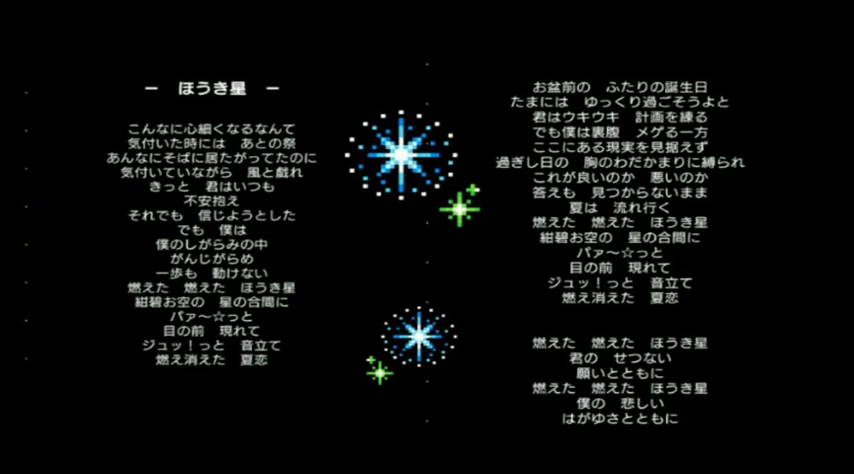 ー　ほうき星　ー
こんなに心細くなるなんて
気付いた時には　あとの祭
あんなにそばに居たがってたのに
気付いていながら　風と戯れ
きっと　君はいつも
不安抱え
それでも　信じようとした
でも　僕は
僕のしがらみの中
がんじがらめ
一歩も　動けない
燃えた　燃えた　ほうき星
紺碧お空の　星の合間に
パァ～☆っと
目の前　現れて
ジュッ！っと　音立て
燃え消えた　夏恋
お盆前の　ふたりの誕生日
たまには　ゆっくり過ごそうよと
君はウキウキ　計画を練る
でも僕は裏腹　メゲる一方
ここにある現実を見据えず
過ぎし日の　胸のわだかまりに縛られ
これが良いのか　悪いのか
答えも　見つからないまま
夏は　流れ行く
燃えた　燃えた　ほうき星
紺碧お空の　星の合間に
パァ～☆っと
目の前　現れて
ジュッ！っと　音立て
燃え消えた　夏恋
燃えた　燃えた　ほうき星
君の　せつない
願いとともに
燃えた　燃えた　ほうき星
僕の　悲しい
はがゆさとともに